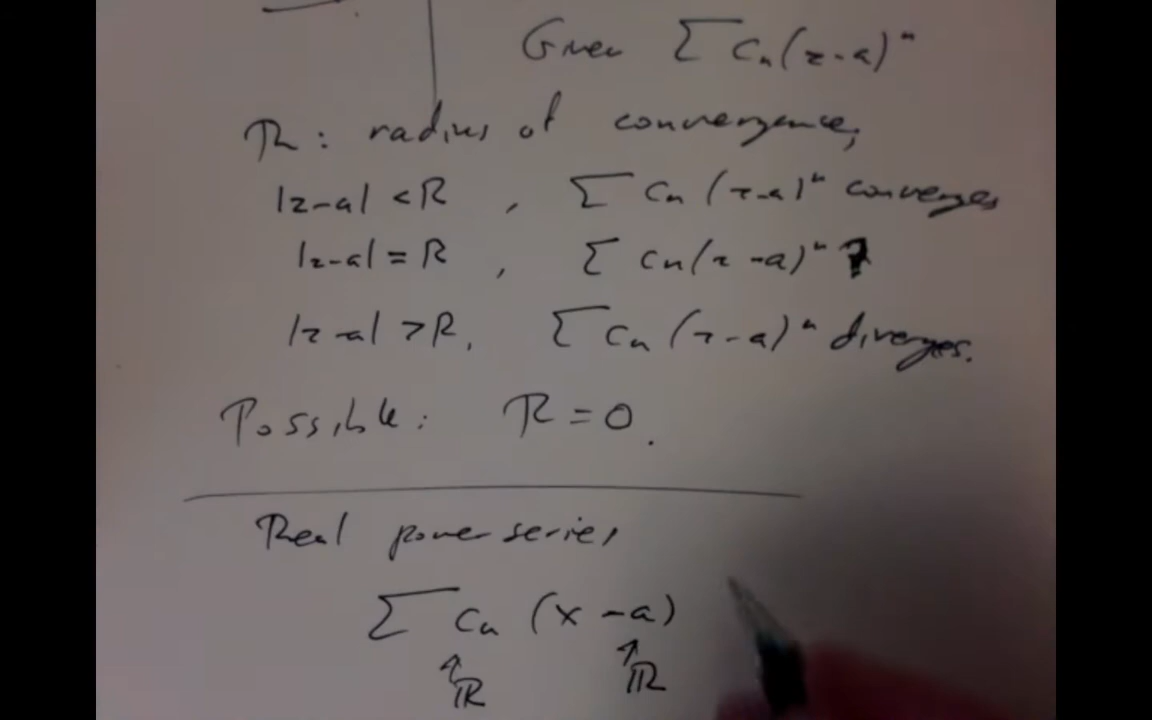 Given ∑ cn(z-a)^n
R: radius of convergence,
|z-a| < R , ∑ cn (z-a)^n converges
|z-a| = R , ∑ cn(z-a)^n ?
|z-a| > R, ∑ cn (z-a)^n diverges.
Possible: R = 0.
Real power series
∑ cn (x-a)
↑ ↑
ℝ ℝ